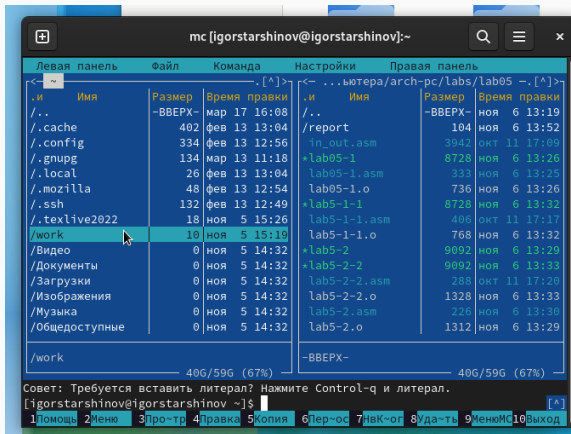 mc [igorstarshinov@igorstarshinov]:~
Левая панель Файл Команда Настройки Правая панель
<— ~ .[^]> <— ...ьютера/arch-pc/labs/lab05 —.[^]>
.и Имя Размер Время правки .и Имя Размер Время правки
/.. -ВВЕРХ- мар 17 16:08 /.. -ВВЕРХ- ноя 6 13:19
/.cache 402 фев 13 13:04 /report 104 ноя 6 13:52
/.config 334 фев 13 12:56 in_out.asm 3942 окт 11 17:09
/.gnupg 134 мар 13 11:18 *lab05-1 8728 ноя 6 13:26
/.local 26 фев 13 13:04 lab05-1.asm 333 ноя 6 13:25
/.mozilla 48 фев 13 12:54 lab05-1.o 736 ноя 6 13:26
/.ssh 132 фев 13 12:49 *lab5-1-1 8728 ноя 6 13:32
/.texlive2022 18 ноя 5 15:26 lab5-1-1.asm 406 окт 11 17:17
/work 10 ноя 5 15:19 lab5-1-1.o 768 ноя 6 13:32
/Видео 0 ноя 5 14:32 *lab5-2 9092 ноя 6 13:29
/Документы 0 ноя 5 14:32 *lab5-2-2 9092 ноя 6 13:33
/Загрузки 0 ноя 5 14:32 lab5-2-2.asm 288 окт 11 17:20
/Изображения 0 ноя 5 14:32 lab5-2-2.o 1328 ноя 6 13:33
/Музыка 0 ноя 5 14:32 lab5-2.asm 226 ноя 6 13:30
/Общедоступные 0 ноя 5 14:32 lab5-2.o 1312 ноя 6 13:29
/work -ВВЕРХ-
40G/59G (67%) 40G/59G (67%)
Совет: Требуется вставить литерал? Нажмите Control-q и литерал.
[igorstarshinov@igorstarshinov ~]$ [^]
1Помощь 2Меню 3Про~тр 4Правка 5Копия 6Пер~ос 7НвК~ог 8Уда~ть 9МенюMC 10Выход